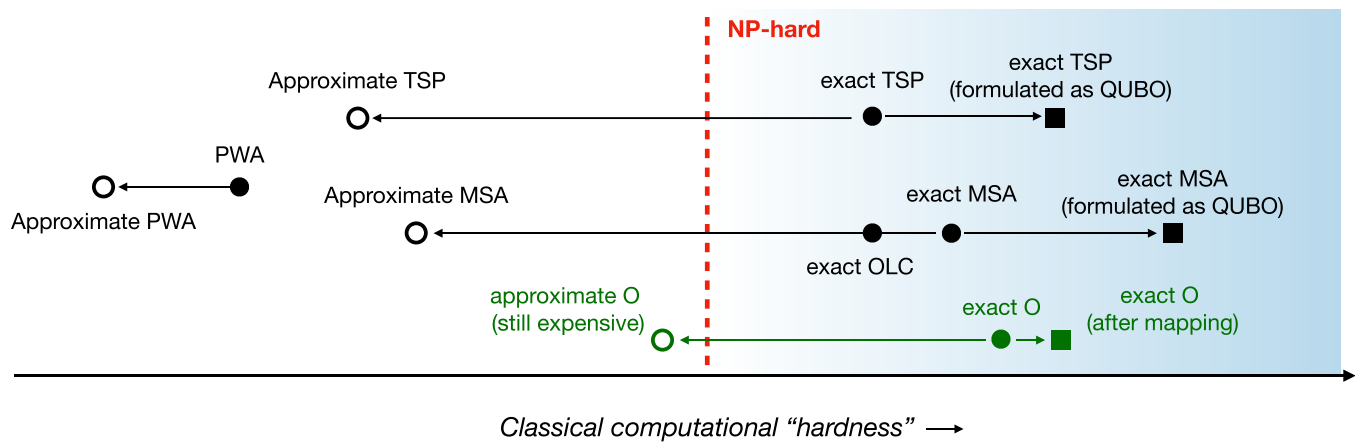 NP-hard
Approximate TSP
exact TSP
exact TSP
(formulated as QUBO)
PWA
Approximate PWA
Approximate MSA
exact MSA
exact MSA
(formulated as QUBO)
exact OLC
approximate O
(still expensive)
exact O
exact O
(after mapping)
Classical computational “hardness”